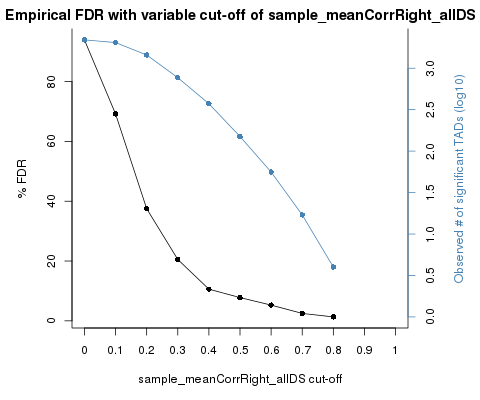 Empirical FDR with variable cut-off of sample_meanCorrRight_allDS
% FDR
0
20
40
60
80
0.0
0.5
1.0
1.5
2.0
2.5
3.0
Observed # of significant TADs (log10)
0 0.1 0.2 0.3 0.4 0.5 0.6 0.7 0.8 0.9 1
sample_meanCorrRight_allDS cut-off